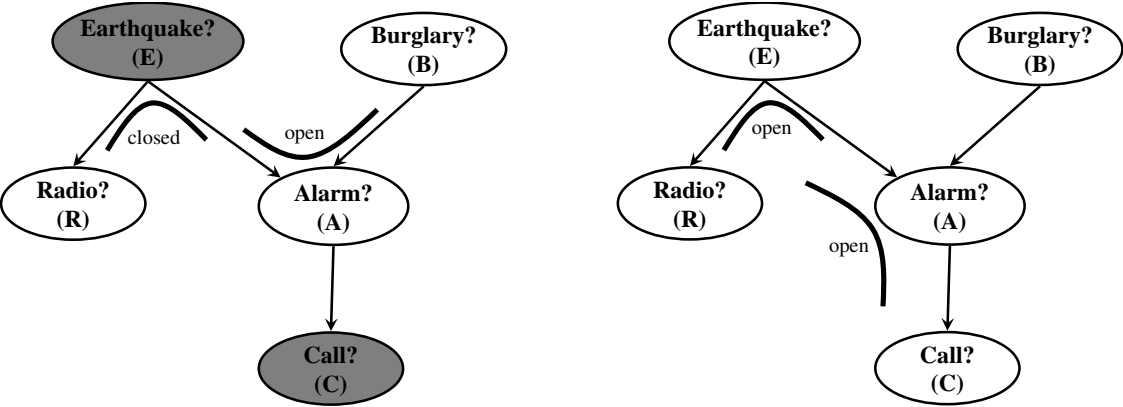 Earthquake?
(E)
Burglary?
(B)
closed
open
Radio?
(R)
Alarm?
(A)
Call?
(C)
Earthquake?
(E)
Burglary?
(B)
open
Radio?
(R)
Alarm?
(A)
open
Call?
(C)